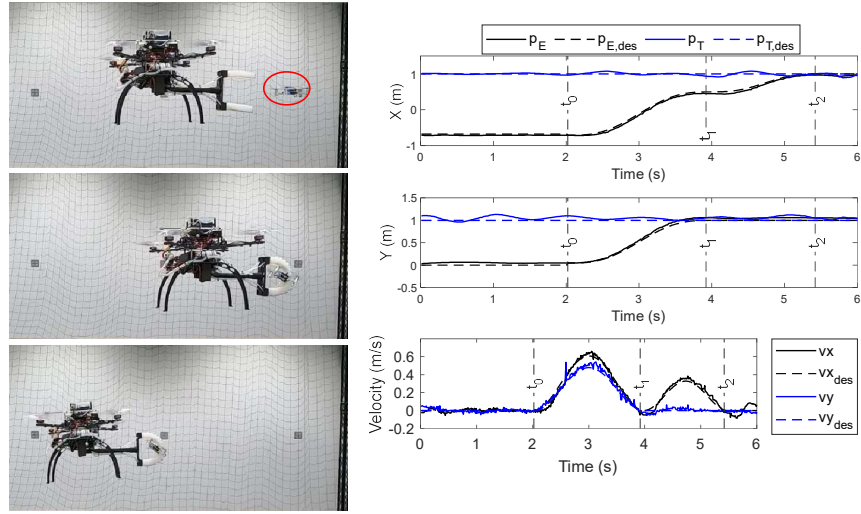 p_E p_E,des p_T p_T,des
X (m)
1
0
-1
t_0
t_1
t_2
0 1 2 3 4 5 6
Time (s)
Y (m)
1.5
1
0.5
0
-0.5
t_0
t_1
t_2
0 1 2 3 4 5 6
Time (s)
Velocity (m/s)
0.6
0.4
0.2
0
-0.2
t_0
t_1
t_2
0 1 2 3 4 5 6
Time (s)
vx
vx_des
vy
vy_des